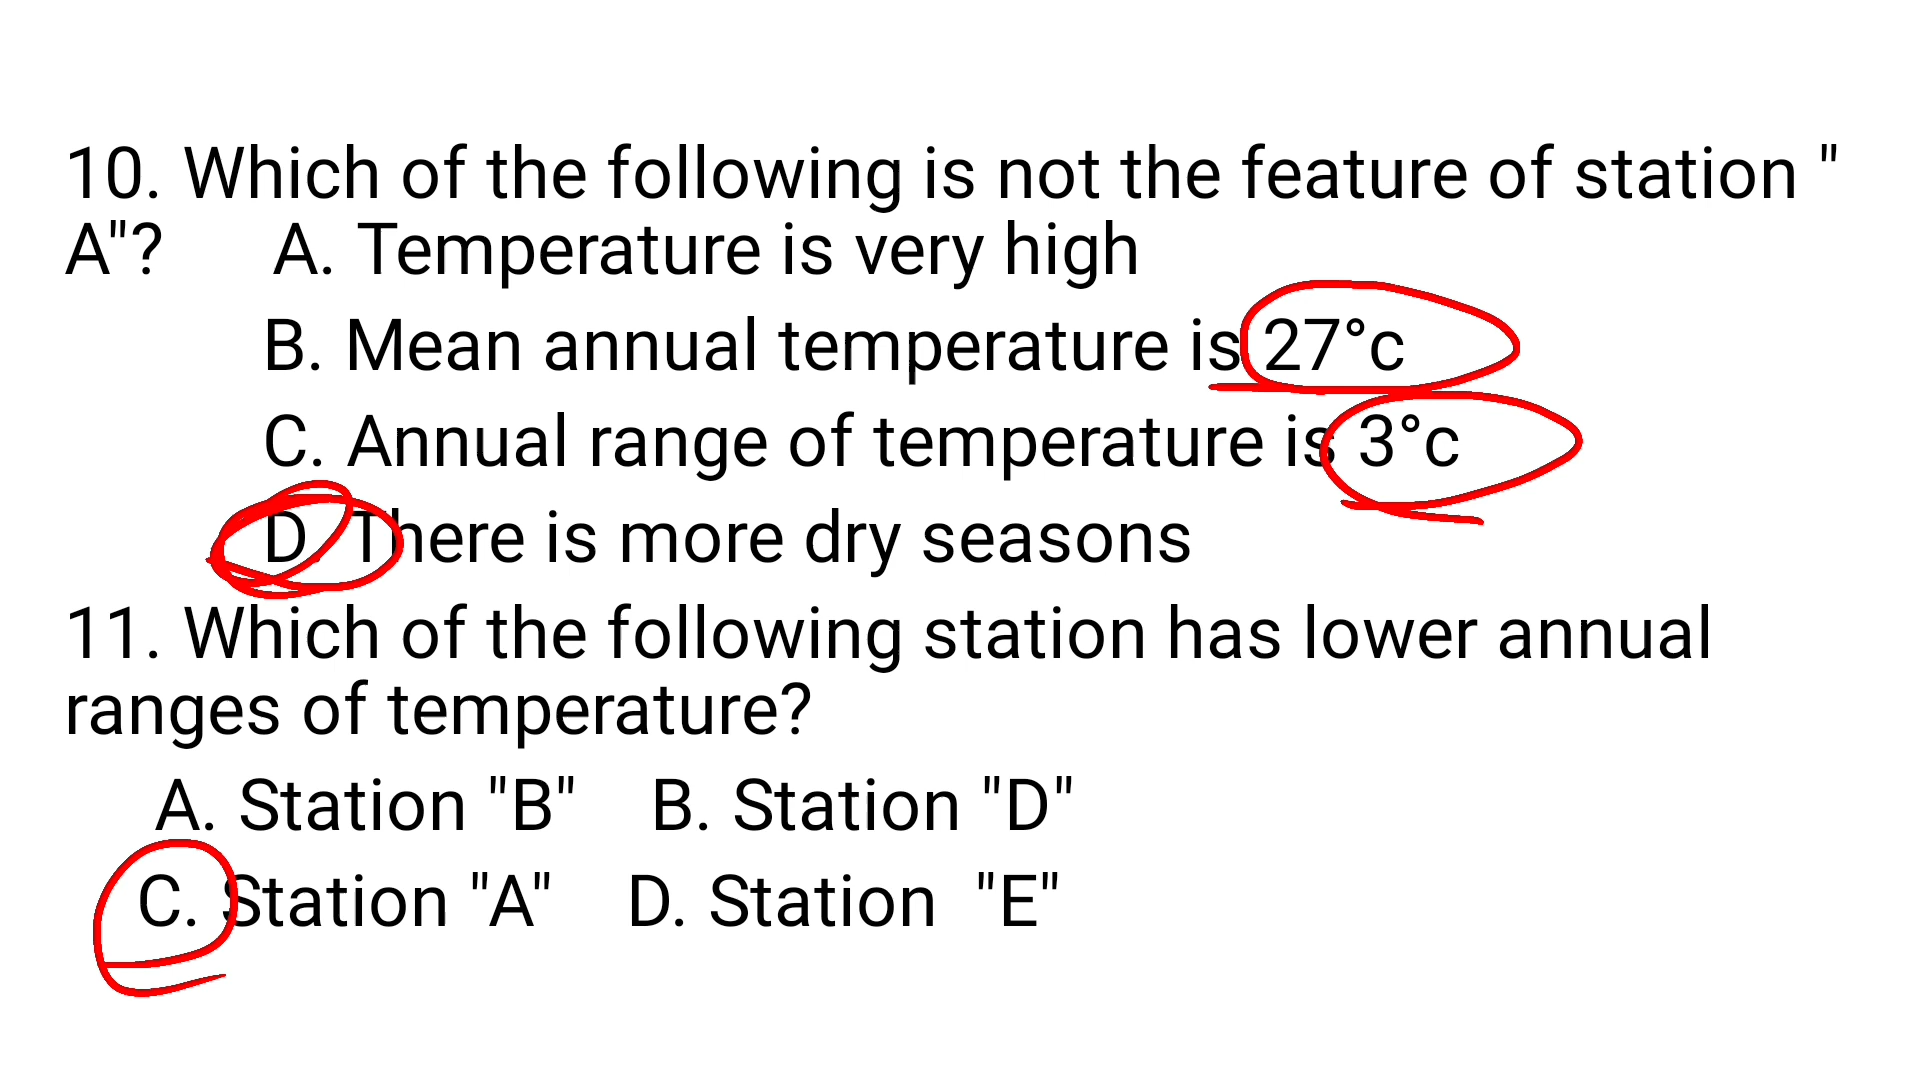 10. Which of the following is not the feature of station "
A"? A. Temperature is very high
B. Mean annual temperature is 27°c
C. Annual range of temperature is 3°c
D. There is more dry seasons
11. Which of the following station has lower annual
ranges of temperature?
A. Station "B" B. Station "D"
C. Station "A" D. Station "E"